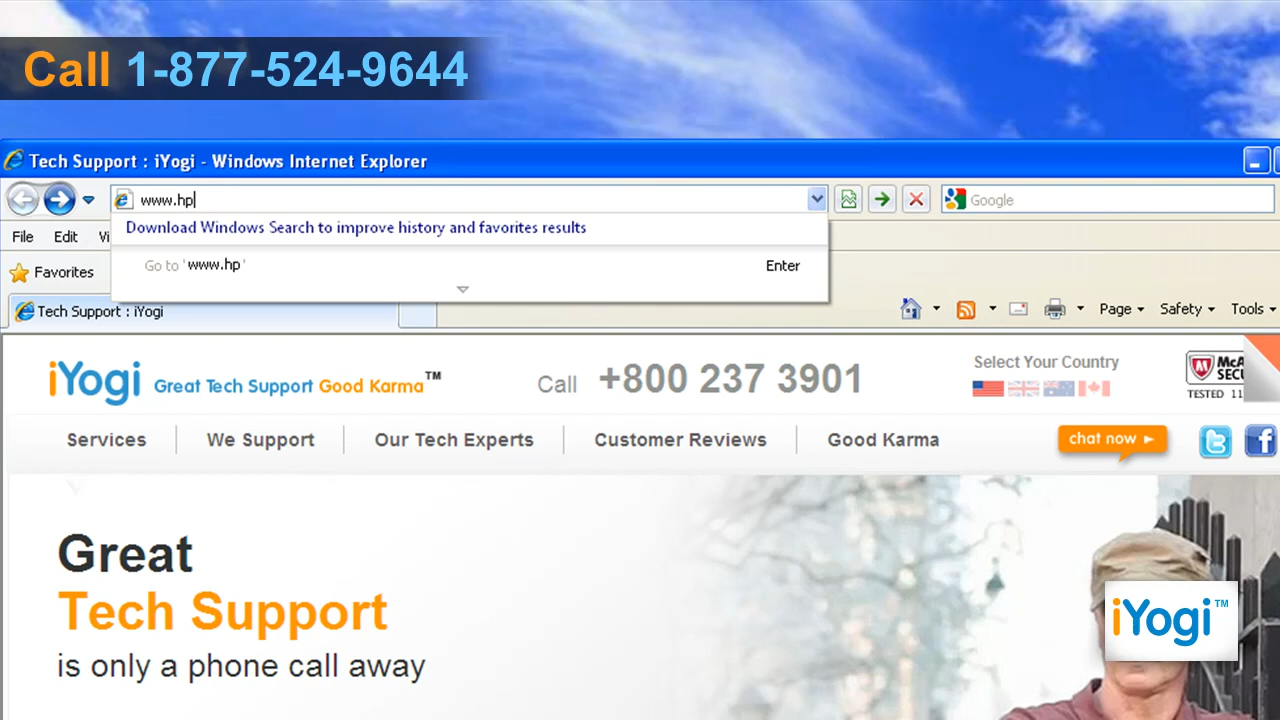 Call 1-877-524-9644
Tech Support : iYogi - Windows Internet Explorer
www.hp
Google
Download Windows Search to improve history and favorites results
File Edit
Go to 'www.hp' Enter
Favorites
Tech Support : iYogi
Page Safety Tools
iYogi Great Tech Support Good Karma™
Call +800 237 3901
Select Your Country
TESTED 11
Services We Support Our Tech Experts Customer Reviews Good Karma
chat now
Great
Tech Support
is only a phone call away
iYogi™